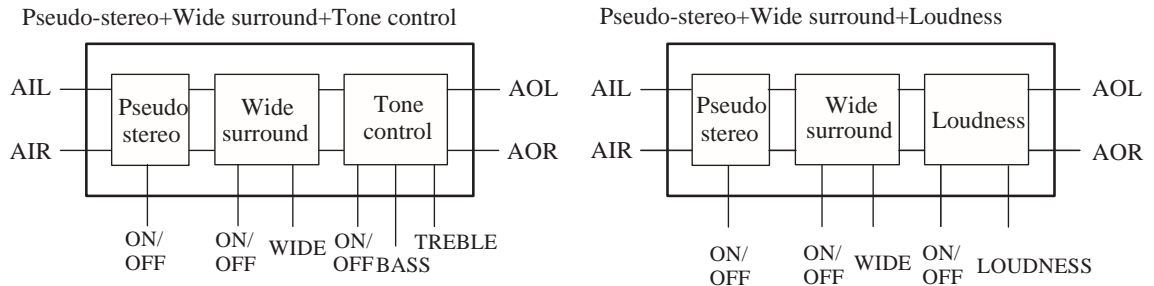 Pseudo-stereo+Wide surround+Tone control
AIL
AIR
Pseudo
stereo
Wide
surround
Tone
control
AOL
AOR
ON/
OFF
ON/
OFF
WIDE
ON/
OFF
BASS
TREBLE
Pseudo-stereo+Wide surround+Loudness
AIL
AIR
Pseudo
stereo
Wide
surround
Loudness
AOL
AOR
ON/
OFF
ON/
OFF
WIDE
ON/
OFF
LOUDNESS